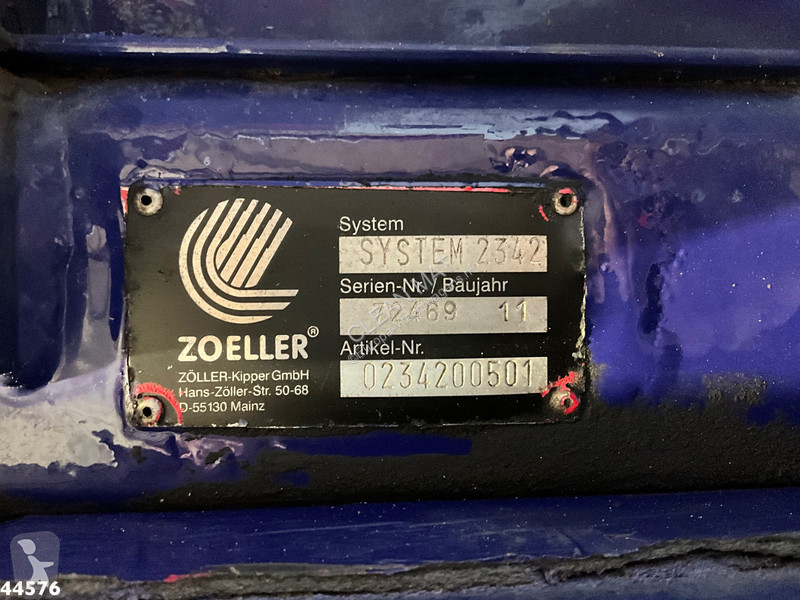 ZOELLER®
ZÖLLER-Kipper GmbH
Hans-Zöller-Str. 50-68
D-55130 Mainz
System
SYSTEM 2342
Serien-Nr. / Baujahr
72469 11
Artikel-Nr.
0234200501
44576